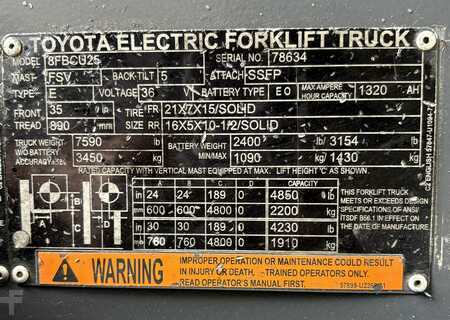 TOYOTA ELECTRIC FORKLIFT TRUCK
MODEL 8FBCU25 SERIAL NO. 78634
MAST FSV BACK-TILT 5 ATTACH SSFP
TYPE E VOLTAGE 36 V BATTERY TYPE EO MAX AMPERE HOUR CAPACITY 1320 AH
FRONT 35 in TIRE FR 21X7X15/SOLID
TREAD 890 mm SIZE RR 16X5X10-1/2/SOLID
TRUCK WEIGHT 7590 lb BATTERY WEIGHT 2400 lb 3154
W/O BATTERY ACCURACY±5% 3450 kg MIN/MAX 1090 kg 1430 kg
RATED CAPACITY WITH VERTICAL MAST EQUIPPED AT MAX. LIFT HEIGHT 'C' AS SHOWN.
A B C D CAPACITY
in 24 24 189 0 4850 lb
mm 600 600 4800 0 2200 kg
in 30 30 189 0 4230 lb
mm 760 760 4800 0 1910 kg
THIS FORKLIFT TRUCK
MEETS OR EXCEEDS DESIGN
SPECIFICATIONS OF ANSI/
ITSDF B56.1 IN EFFECT ON
THE DATE OF MANUFACTURE.
WARNING
IMPROPER OPERATION OR MAINTENANCE COULD RESULT
IN INJURY OR DEATH. TRAINED OPERATORS ONLY.
READ OPERATOR'S MANUAL FIRST.